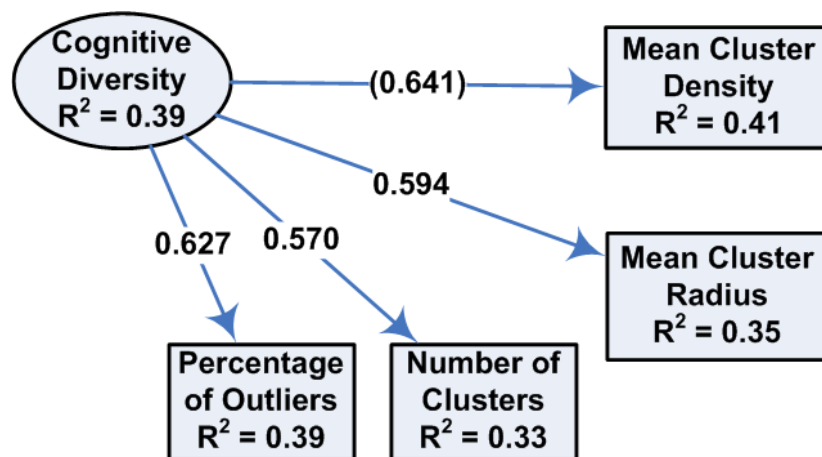 Cognitive
Diversity
R² = 0.39
(0.641)
Mean Cluster
Density
R² = 0.41
0.594
Mean Cluster
Radius
R² = 0.35
0.627
0.570
Percentage
of Outliers
R² = 0.39
Number of
Clusters
R² = 0.33